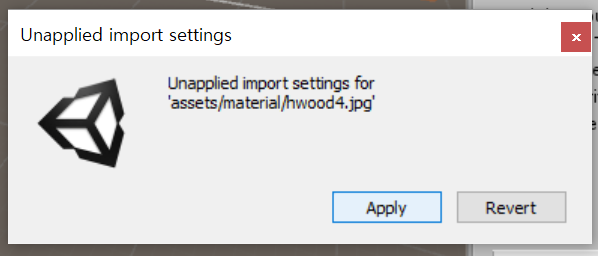 Unapplied import settings
Unapplied import settings for
'assets/material/hwood4.jpg'
Apply
Revert